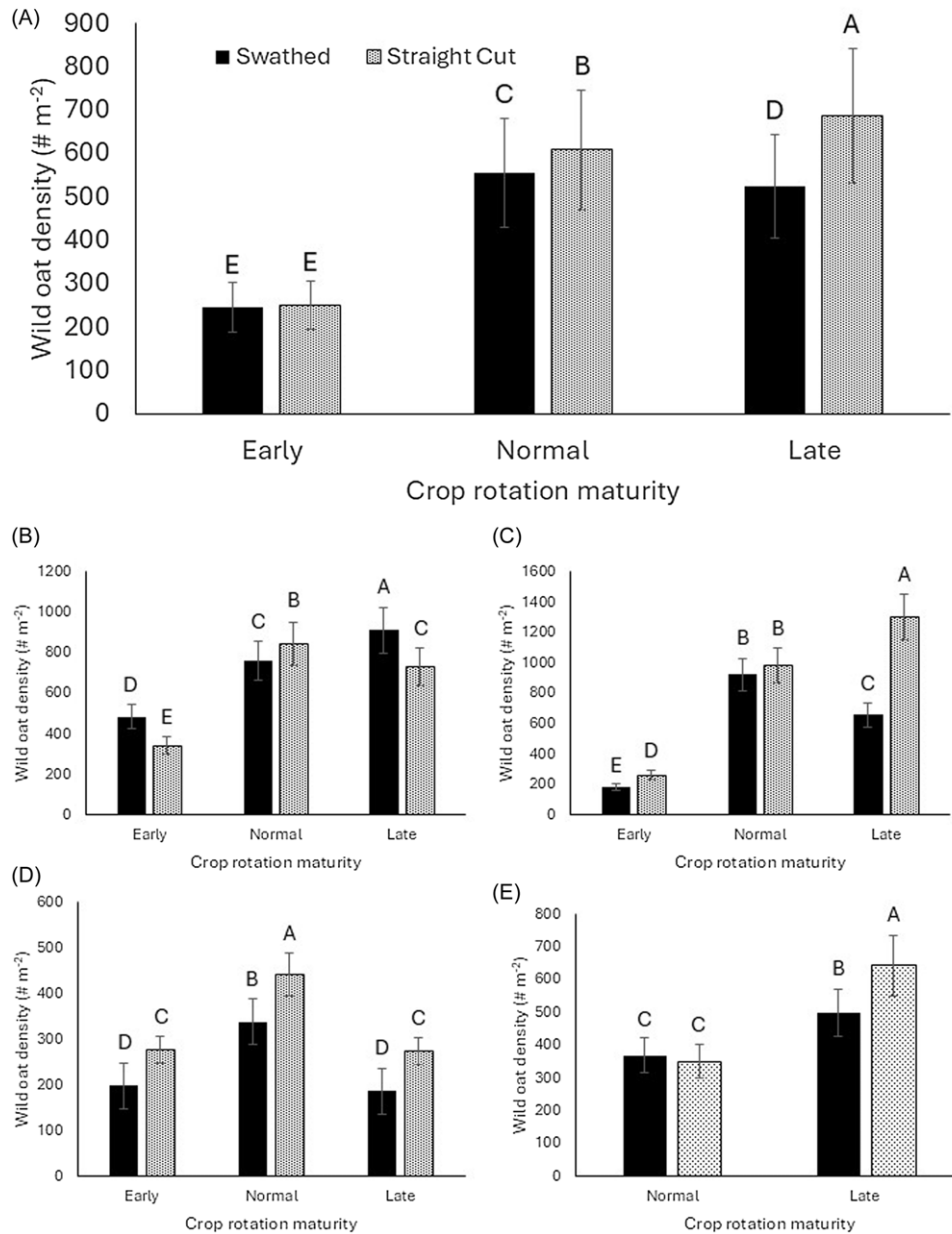 (A)
Wild oat density (# m-2)
900
800
700
600
500
400
300
200
100
0
Swathed Straight Cut
E E C B D A
Early Normal Late
Crop rotation maturity
(B)
Wild oat density (# m-2)
1200
1000
800
600
400
200
0
D E C B A C
Early Normal Late
Crop rotation maturity
(C)
Wild oat density (# m-2)
1600
1400
1200
1000
800
600
400
200
0
E D B B C A
Early Normal Late
Crop rotation maturity
(D)
Wild oat density (# m-2)
600
500
400
300
200
100
0
D C B A D C
Early Normal Late
Crop rotation maturity
(E)
Wild oat density (# m-2)
800
700
600
500
400
300
200
100
0
C C B A
Normal Late
Crop rotation maturity